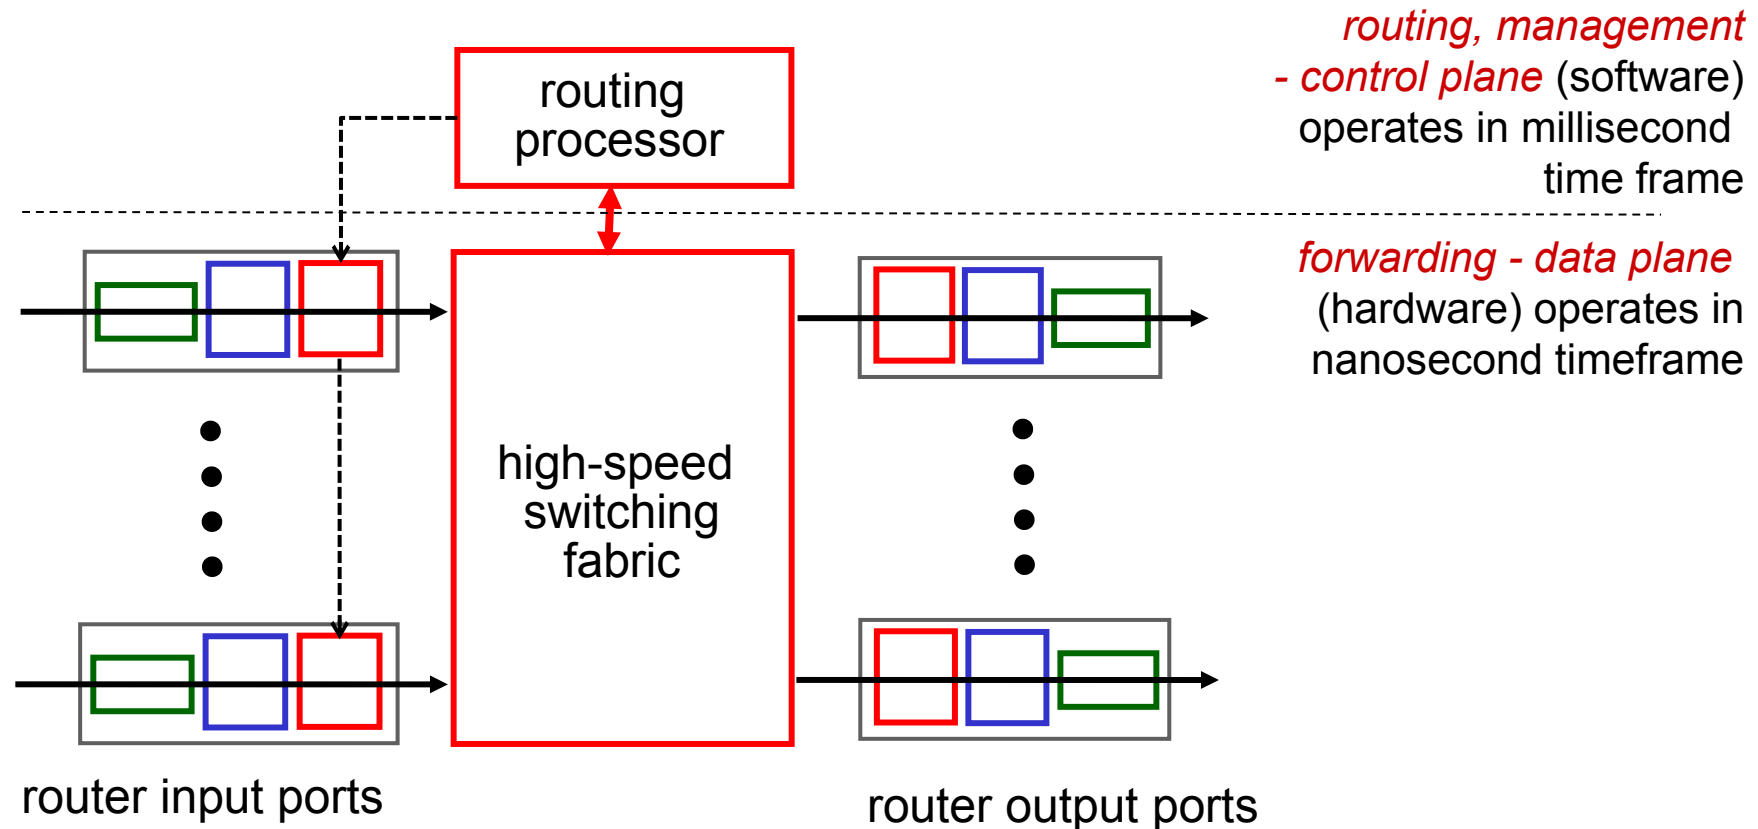 routing, management
- control plane (software)
operates in millisecond
time frame
routing
processor
forwarding - data plane
(hardware) operates in
nanosecond timeframe
high-speed
switching
fabric
router input ports
router output ports